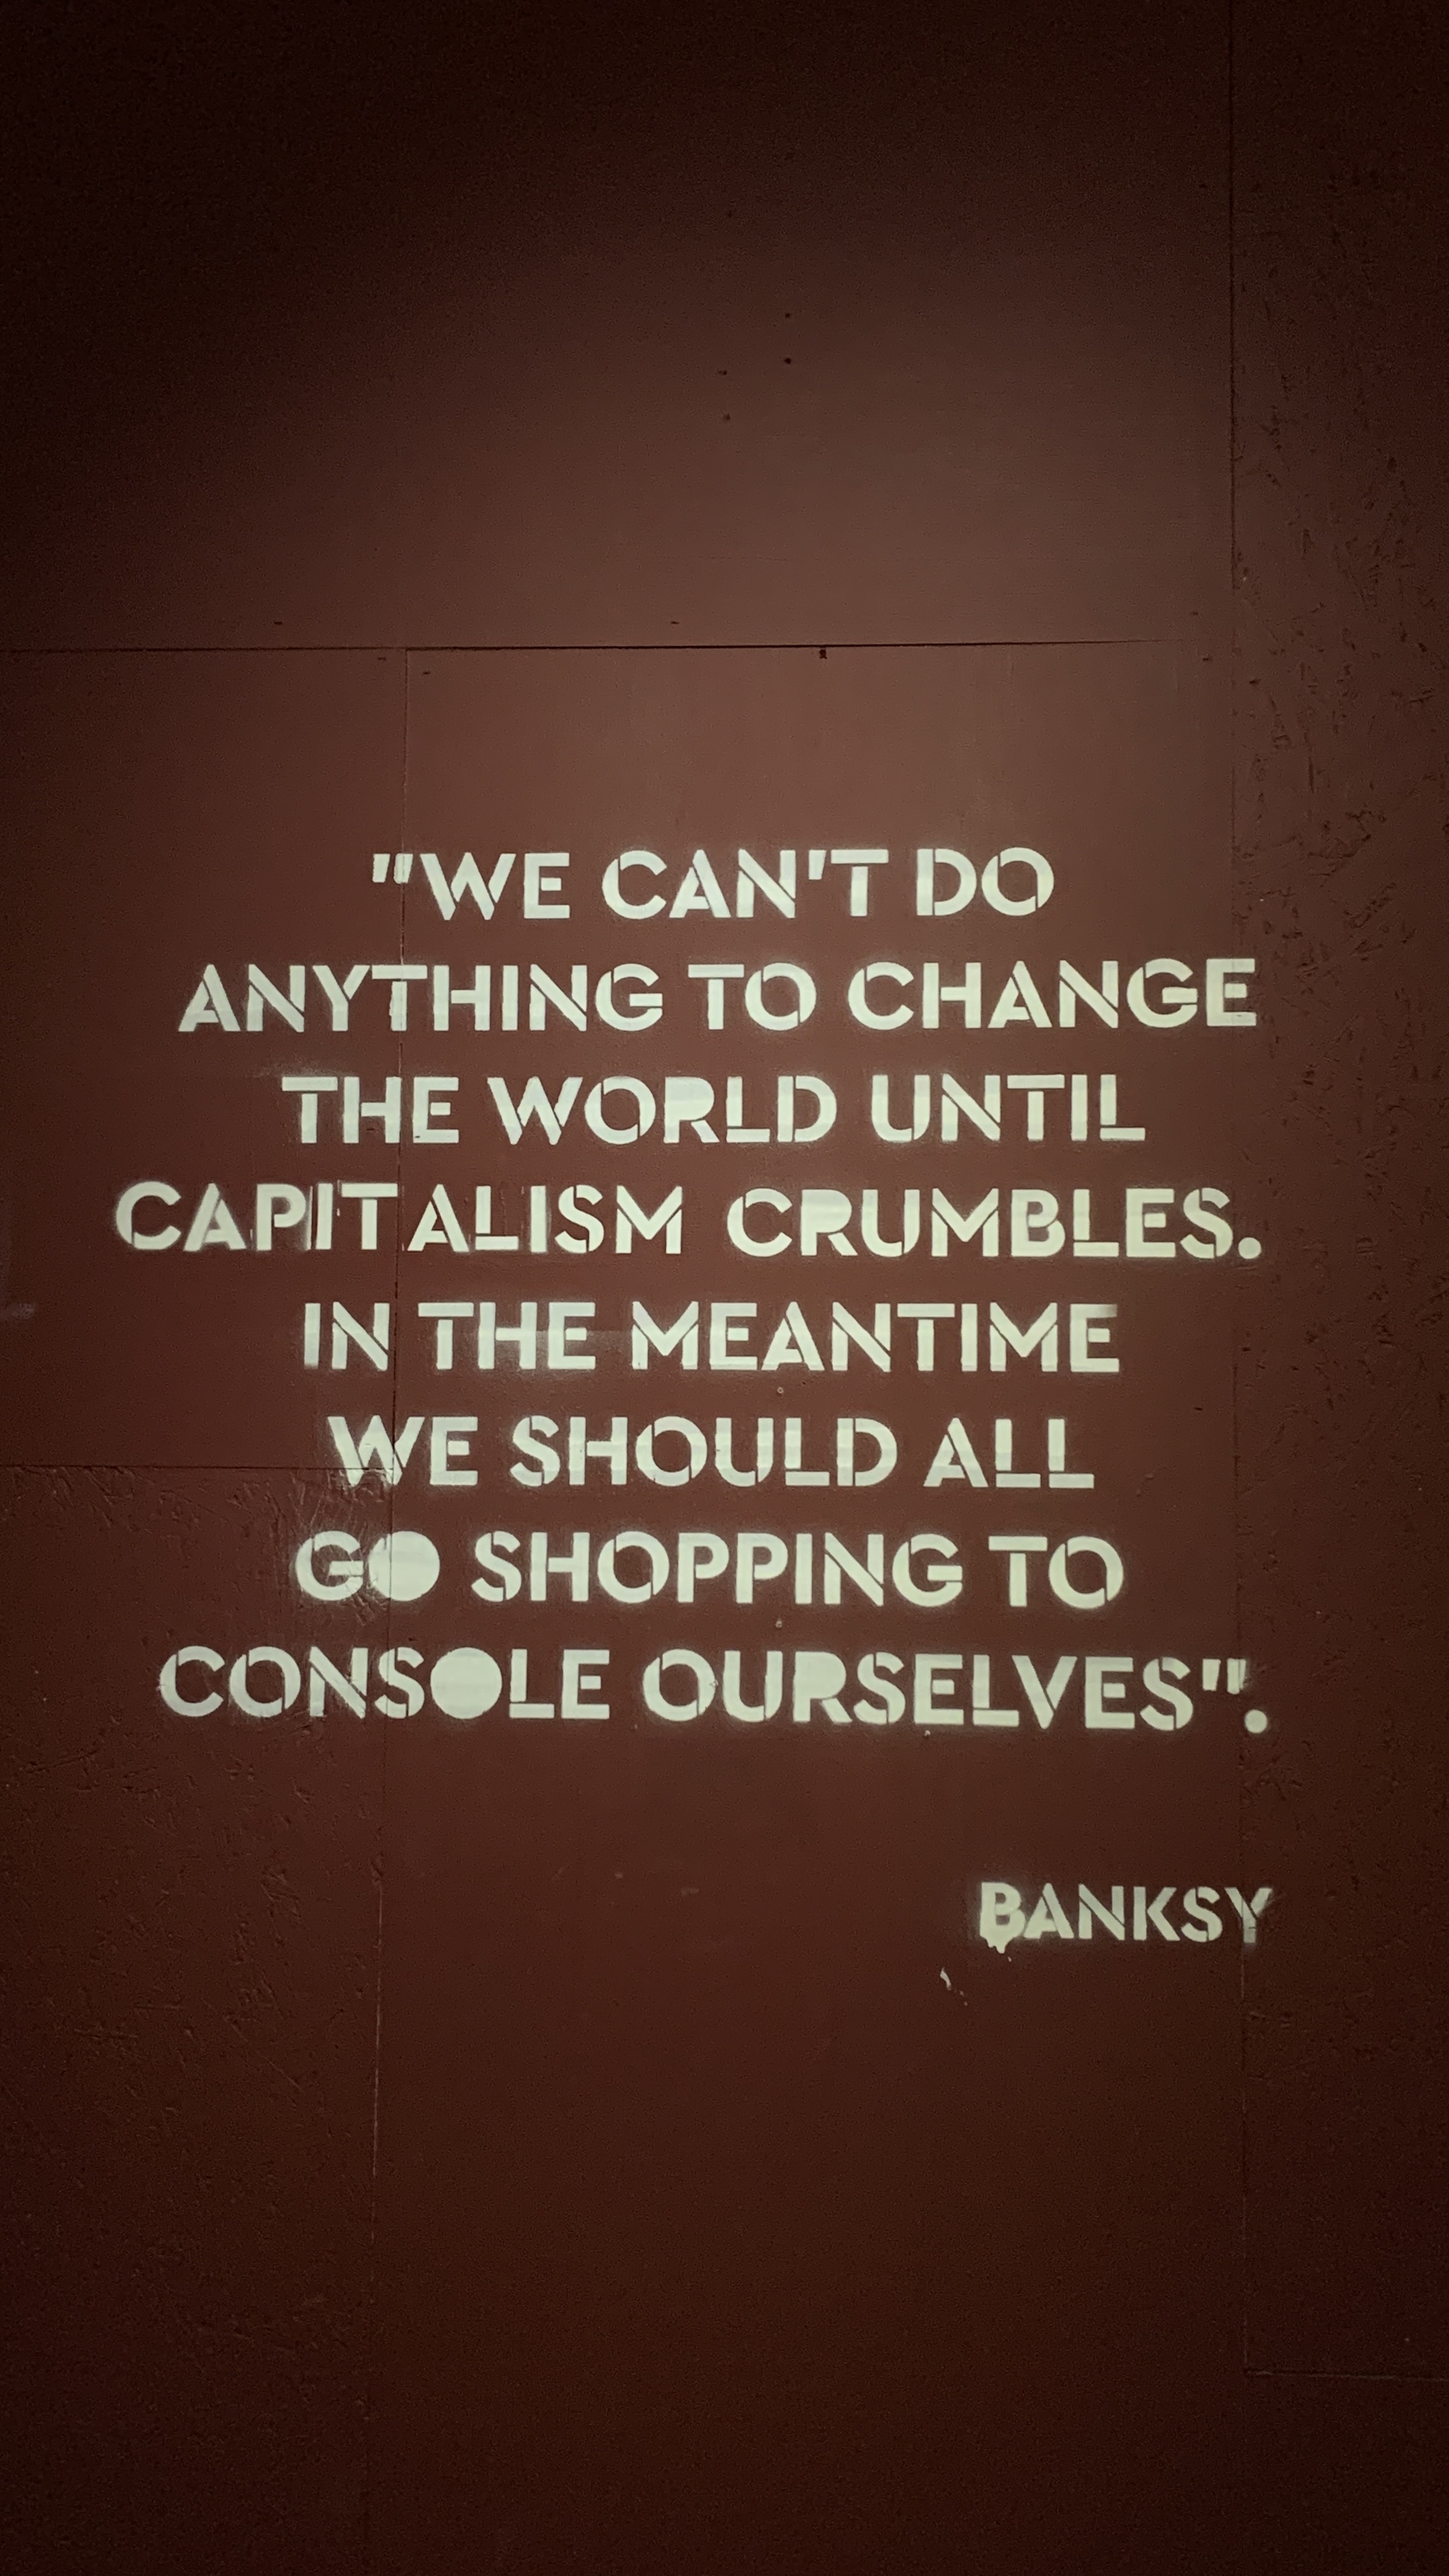 "WE CAN'T DO
ANYTHING TO CHANGE
THE WORLD UNTIL
CAPITALISM CRUMBLES.
IN THE MEANTIME
WE SHOULD ALL
GO SHOPPING TO
CONSOLE OURSELVES".
BANKSY